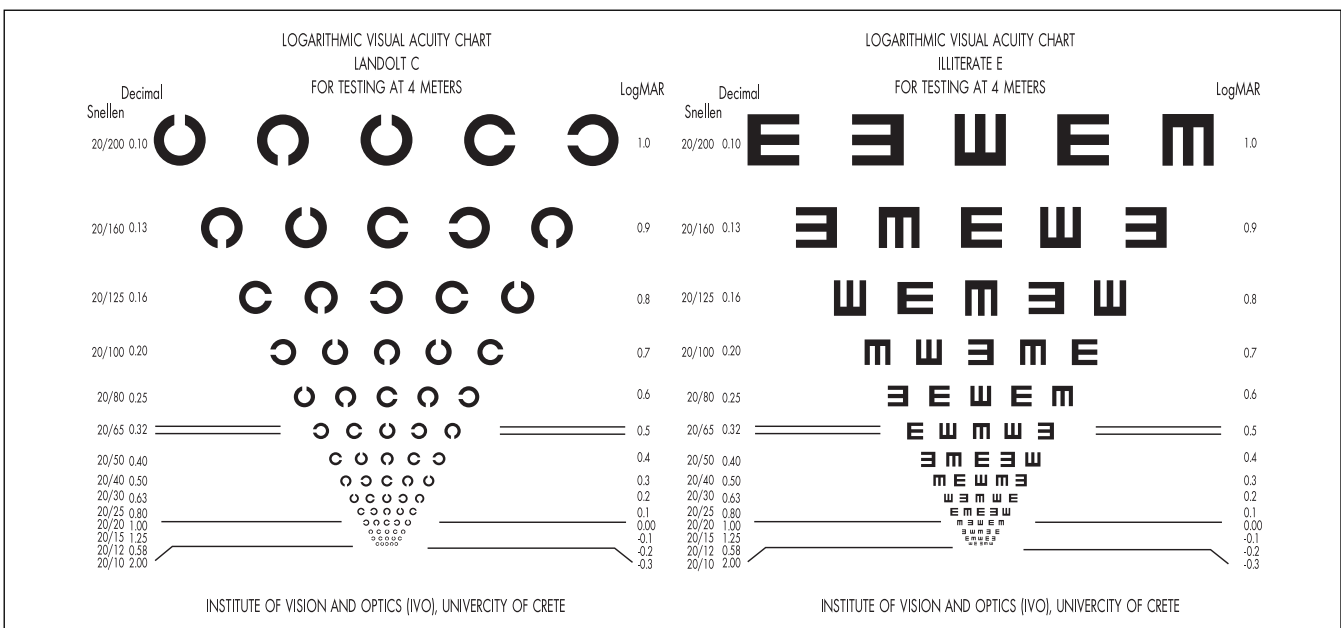 LOGARITHMIC VISUAL ACUITY CHART
LANDOLT C
FOR TESTING AT 4 METERS
Decimal LogMAR
Snellen
20/200 0.10 1.0
20/160 0.13 0.9
20/125 0.16 0.8
20/100 0.20 0.7
20/80 0.25 0.6
20/65 0.32 0.5
20/50 0.40 0.4
20/40 0.50 0.3
20/30 0.63 0.2
20/25 0.80 0.1
20/20 1.00 0.00
20/15 1.25 -0.1
20/12 0.58 -0.2
20/10 2.00 -0.3
INSTITUTE OF VISION AND OPTICS (IVO), UNIVERCITY OF CRETE
LOGARITHMIC VISUAL ACUITY CHART
ILLITERATE E
FOR TESTING AT 4 METERS
Decimal LogMAR
Snellen
20/200 0.10 1.0
20/160 0.13 0.9
20/125 0.16 0.8
20/100 0.20 0.7
20/80 0.25 0.6
20/65 0.32 0.5
20/50 0.40 0.4
20/40 0.50 0.3
20/30 0.63 0.2
20/25 0.80 0.1
20/20 1.00 0.00
20/15 1.25 -0.1
20/12 0.58 -0.2
20/10 2.00 -0.3
INSTITUTE OF VISION AND OPTICS (IVO), UNIVERCITY OF CRETE